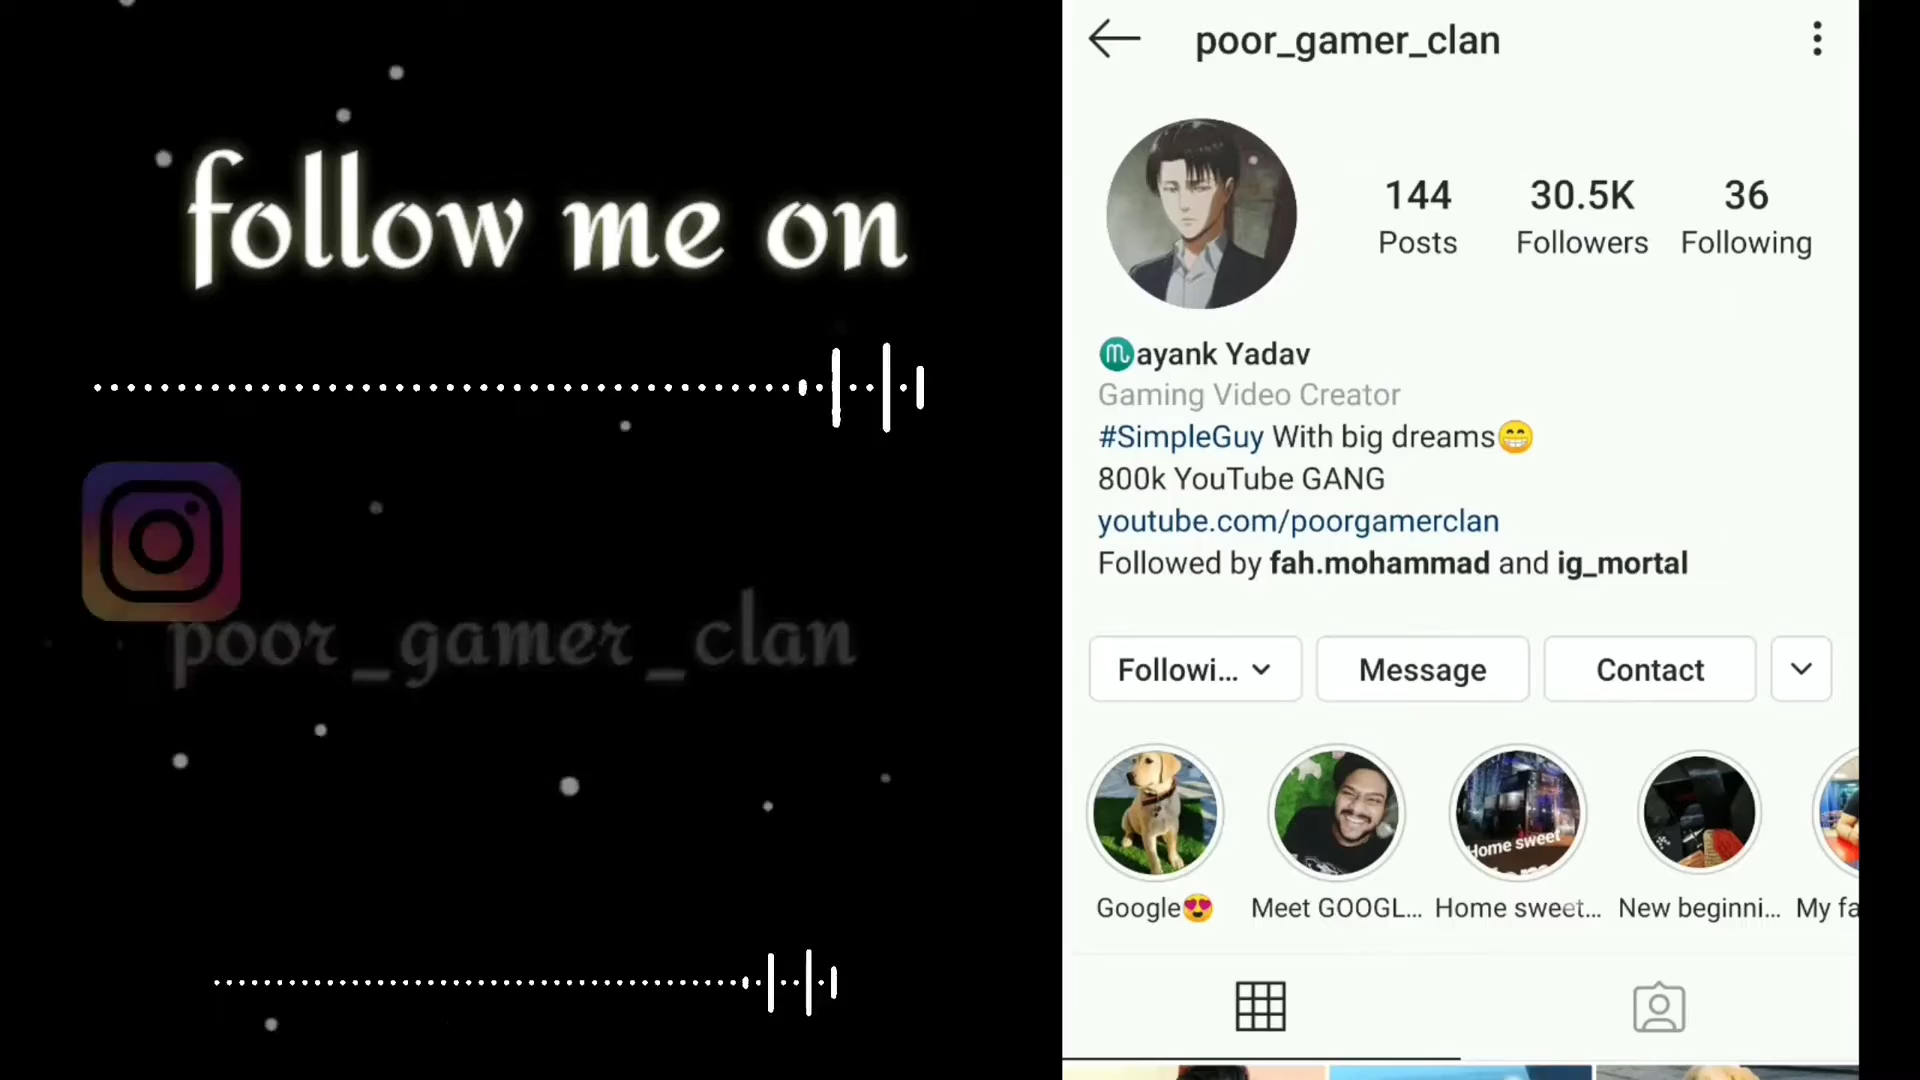 follow me on
poor_gamer_clan
poor_gamer_clan
144 30.5K 36
Posts Followers Following
♏ayank Yadav
Gaming Video Creator
#SimpleGuy With big dreams😁
800k YouTube GANG
youtube.com/poorgamerclan
Followed by fah.mohammad and ig_mortal
Followi... Message Contact
Home sweet
Google😍 Meet GOOGL... Home sweet... New beginni... My fa